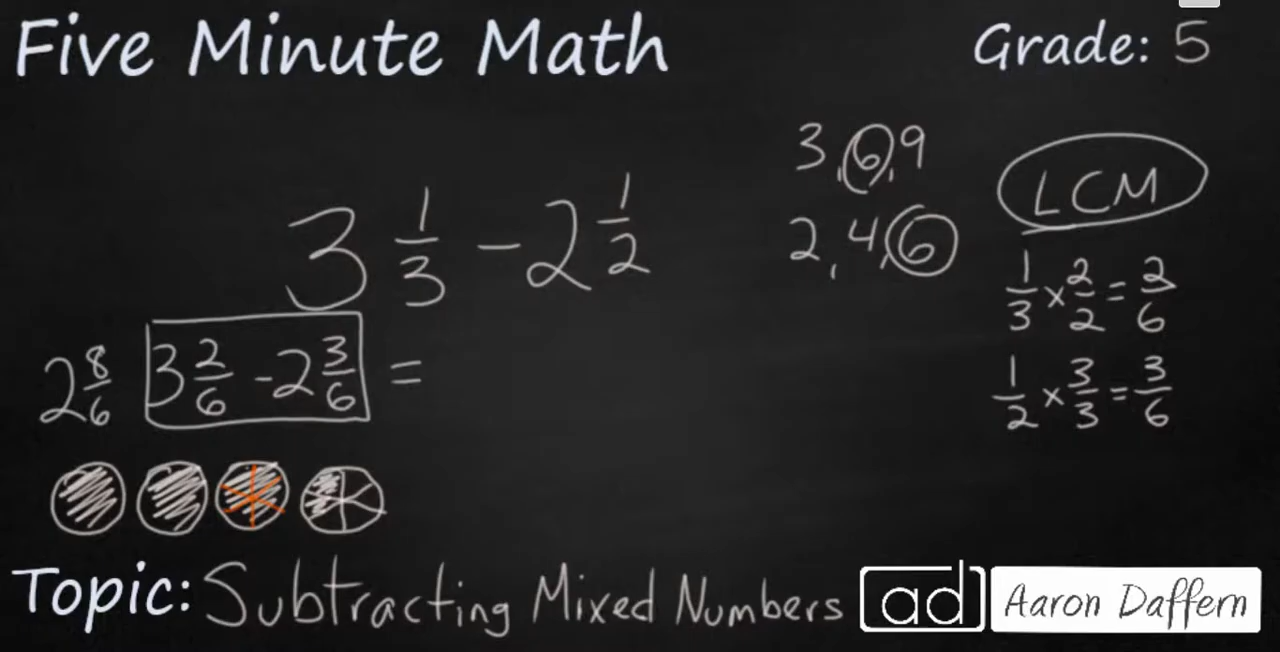 Five Minute Math
Grade: 5
3, 6, 9
LCM
3 1/3 - 2 1/2
2, 4, 6
1/3 x 2/2 = 2/6
2 8/6 3 2/6 - 2 3/6 =
1/2 x 3/3 = 3/6
Topic: Subtracting Mixed Numbers
ad Aaron Daffern